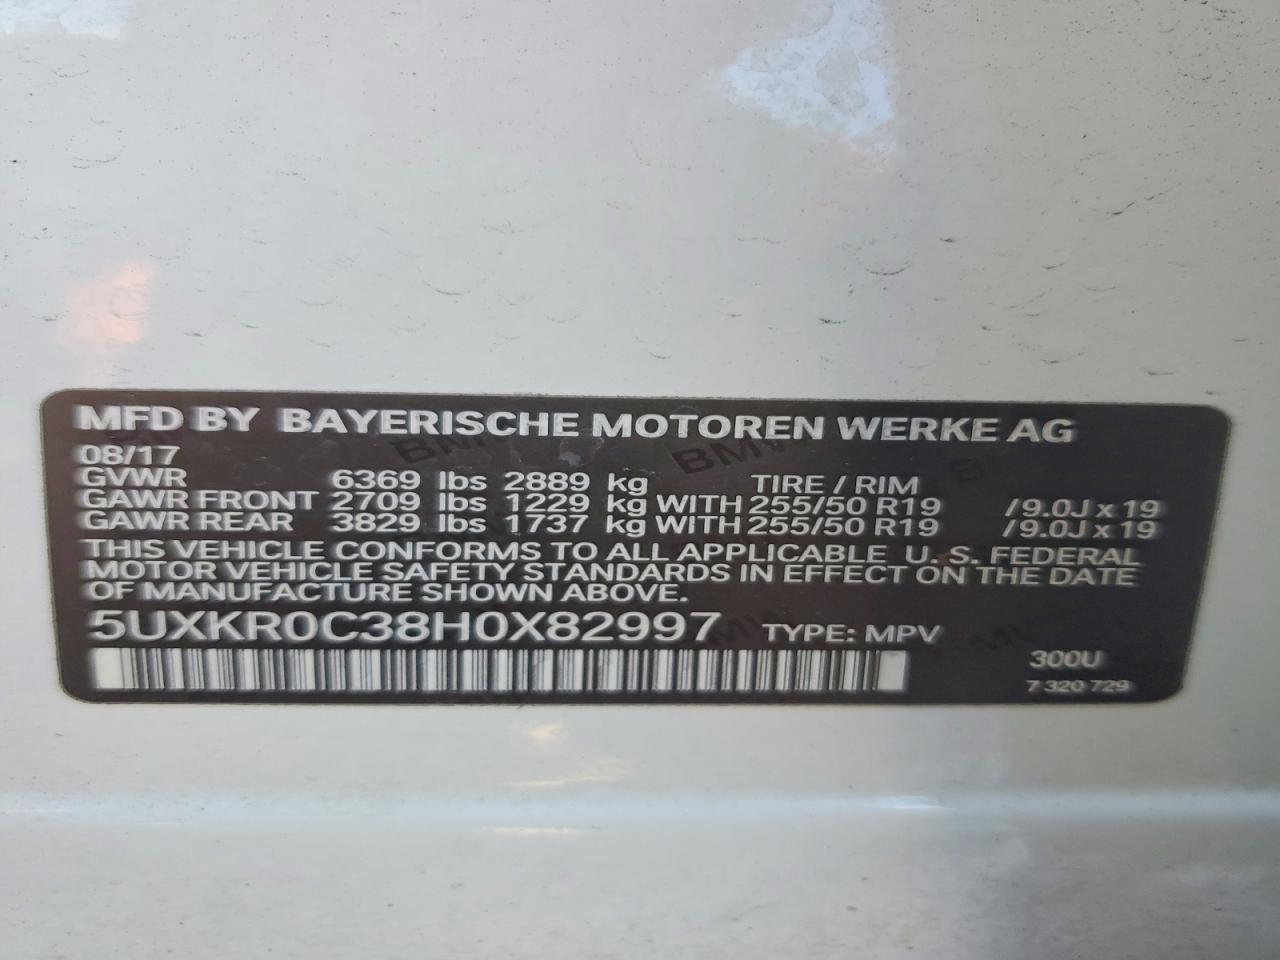 MFD BY BAYERISCHE MOTOREN WERKE AG
08/17
GVWR 6369 lbs 2889 kg TIRE / RIM
GAWR FRONT 2709 lbs 1229 kg WITH 255/50 R19 /9.0J x 19
GAWR REAR 3829 lbs 1737 kg WITH 255/50 R19 /9.0J x 19
THIS VEHICLE CONFORMS TO ALL APPLICABLE U. S. FEDERAL
MOTOR VEHICLE SAFETY STANDARDS IN EFFECT ON THE DATE
OF MANUFACTURE SHOWN ABOVE.
5UXKR0C38H0X82997 TYPE: MPV
300U
7 320 729